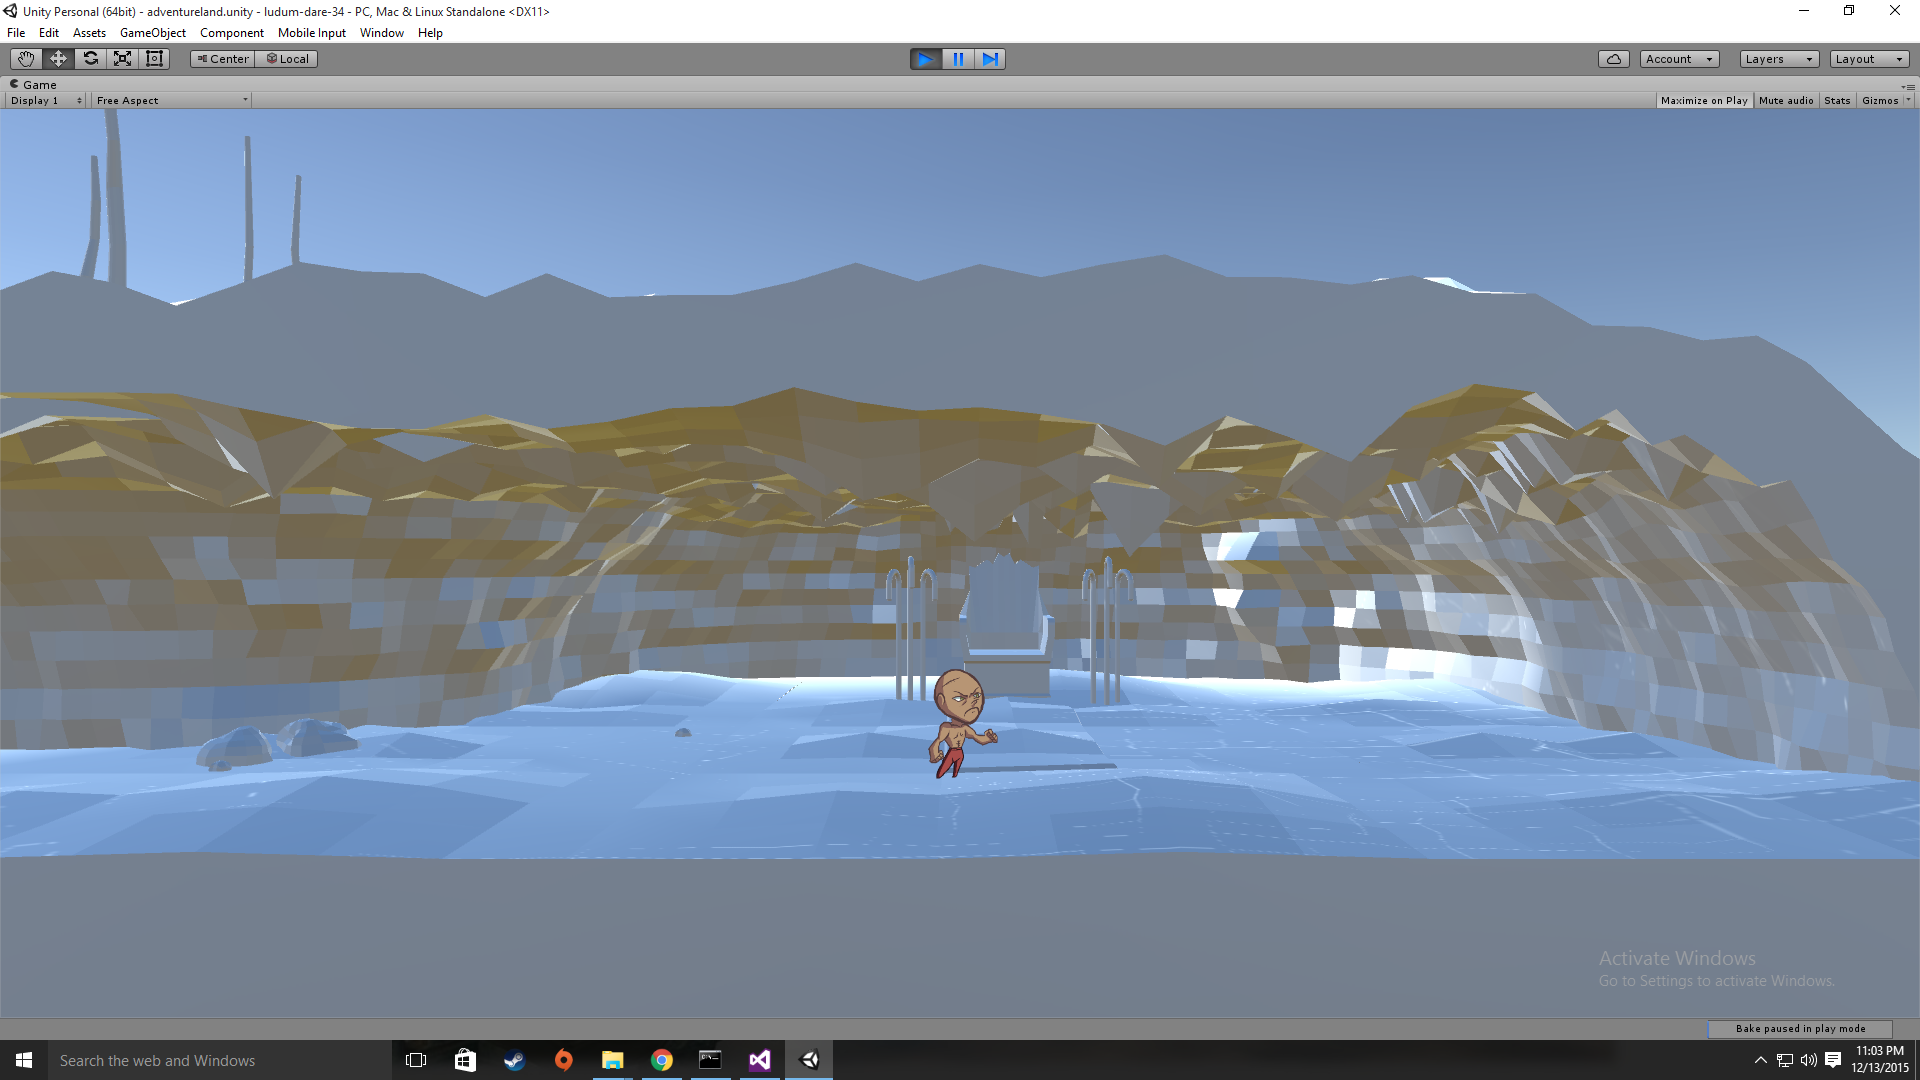 Unity Personal (64bit) - adventureland.unity - ludum-dare-34 - PC, Mac & Linux Standalone <DX11>
File Edit Assets GameObject Component Mobile Input Window Help
Center Local Account Layers Layout
Game
Display 1 Free Aspect Maximize on Play Mute audio Stats Gizmos
Activate Windows
Go to Settings to activate Windows.
Bake paused in play mode
Search the web and Windows
11:03 PM
12/13/2015